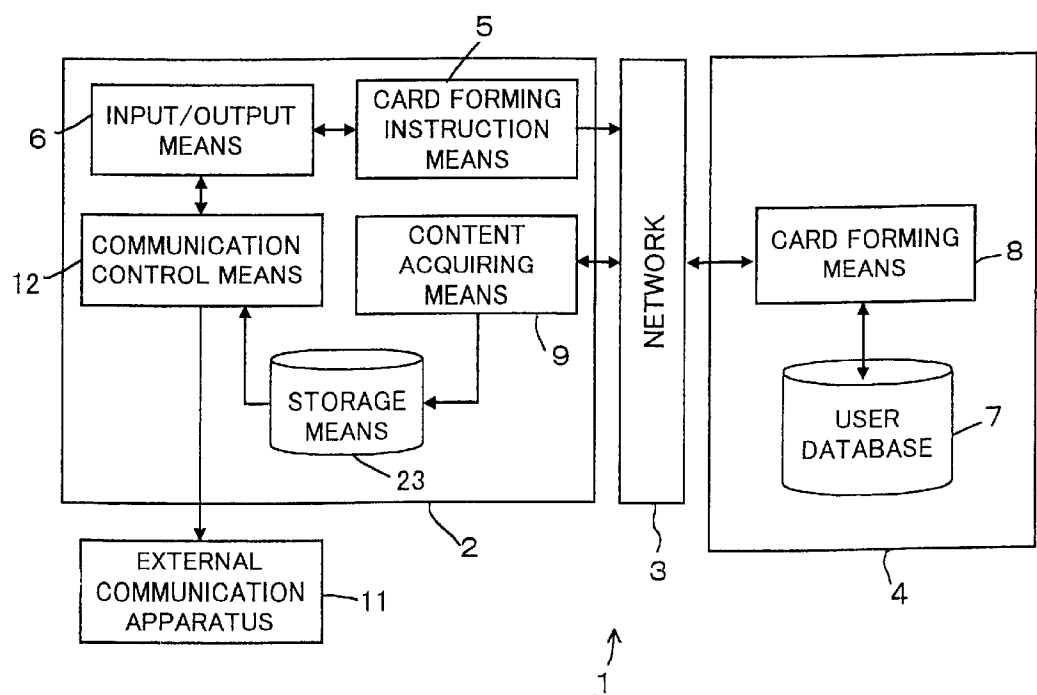 5
INPUT/OUTPUT
MEANS
6
CARD FORMING
INSTRUCTION
MEANS
COMMUNICATION
CONTROL MEANS
12
CONTENT
ACQUIRING
MEANS
9
STORAGE
MEANS
23
2
EXTERNAL
COMMUNICATION
APPARATUS
11
NETWORK
3
CARD FORMING
MEANS
8
USER
DATABASE
7
4
1